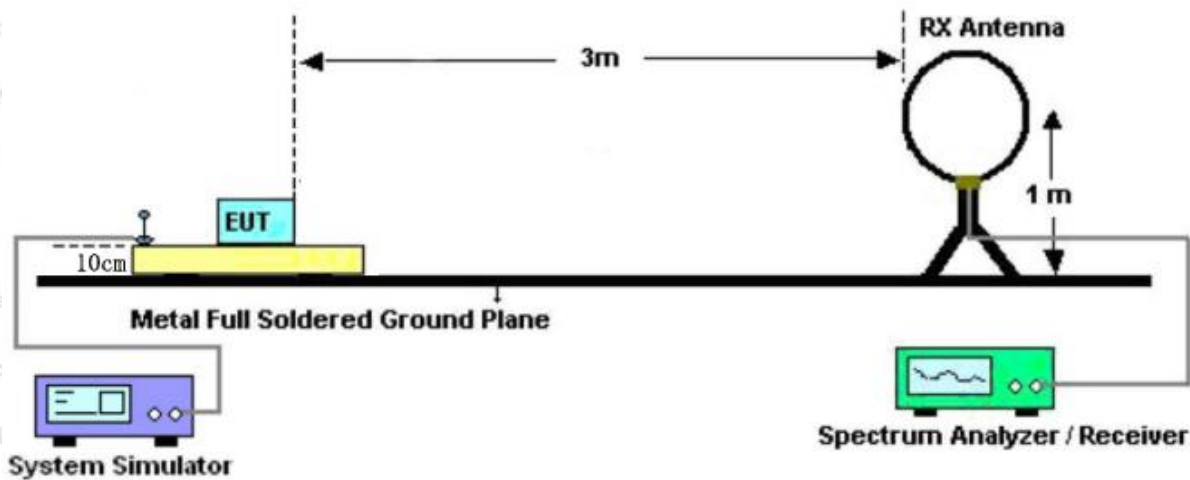 RX Antenna
3m
EUT
1 m
10cm
Metal Full Soldered Ground Plane
System Simulator
Spectrum Analyzer / Receiver